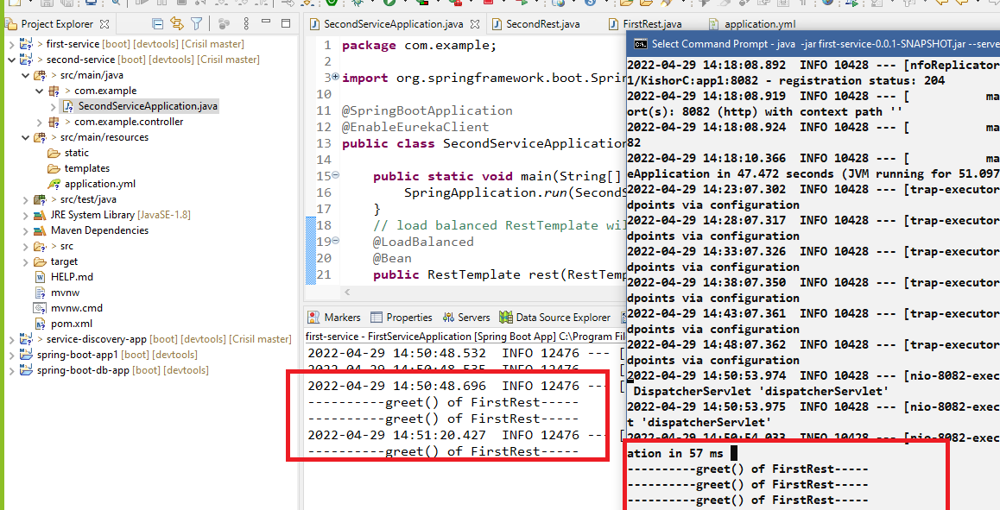 Project Explorer
> first-service [boot] [devtools] [Crisil master]
> second-service [boot] [devtools] [Crisil master]
> src/main/java
> com.example
SecondServiceApplication.java
> com.example.controller
> src/main/resources
static
templates
application.yml
> src/test/java
JRE System Library [JavaSE-1.8]
Maven Dependencies
> src
target
HELP.md
mvnw
mvnw.cmd
pom.xml
> service-discovery-app [boot] [devtools] [Crisil master]
spring-boot-app1 [boot] [devtools]
spring-boot-db-app [boot] [devtools]
SecondServiceApplication.java
SecondRest.java
FirstRest.java
application.yml
1 package com.example;
2
3 import org.springframework.boot.Spri
10
11 @SpringBootApplication
12 @EnableEurekaClient
13 public class SecondServiceApplication
14
15 public static void main(String[]
16 SpringApplication.run(SecondS
17 }
18 // load balanced RestTemplate wil
19 @LoadBalanced
20 @Bean
21 public RestTemplate rest(RestTemp
Markers Properties Servers Data Source Explorer
first-service - FirstServiceApplication [Spring Boot App] C:\Program Fil
2022-04-29 14:50:48.532 INFO 12476 --- [
2022-04-29 14:50:48.535 INFO 12476 --- [
2022-04-29 14:50:48.696 INFO 12476 --- [
----------greet() of FirstRest-----
----------greet() of FirstRest-----
2022-04-29 14:51:20.427 INFO 12476 --- [
----------greet() of FirstRest-----
Select Command Prompt - java -jar first-service-0.0.1-SNAPSHOT.jar --serve
2022-04-29 14:18:08.892 INFO 10428 --- [nfoReplicator
1/KishorC:app1:8082 - registration status: 204
2022-04-29 14:18:08.919 INFO 10428 --- [ ma
ort(s): 8082 (http) with context path ''
2022-04-29 14:18:08.924 INFO 10428 --- [ ma
82
2022-04-29 14:18:10.366 INFO 10428 --- [ ma
eApplication in 47.472 seconds (JVM running for 51.097
2022-04-29 14:23:07.302 INFO 10428 --- [trap-executor
dpoints via configuration
2022-04-29 14:28:07.317 INFO 10428 --- [trap-executor
dpoints via configuration
2022-04-29 14:33:07.326 INFO 10428 --- [trap-executor
dpoints via configuration
2022-04-29 14:38:07.350 INFO 10428 --- [trap-executor
dpoints via configuration
2022-04-29 14:43:07.361 INFO 10428 --- [trap-executor
dpoints via configuration
2022-04-29 14:48:07.362 INFO 10428 --- [trap-executor
dpoints via configuration
2022-04-29 14:50:53.974 INFO 10428 --- [nio-8082-exec
DispatcherServlet 'dispatcherServlet'
2022-04-29 14:50:53.975 INFO 10428 --- [nio-8082-exec
t 'dispatcherServlet'
2022-04-29 14:50:54.033 INFO 10428 --- [nio-8082-exec
ation in 57 ms
----------greet() of FirstRest-----
----------greet() of FirstRest-----
----------greet() of FirstRest-----